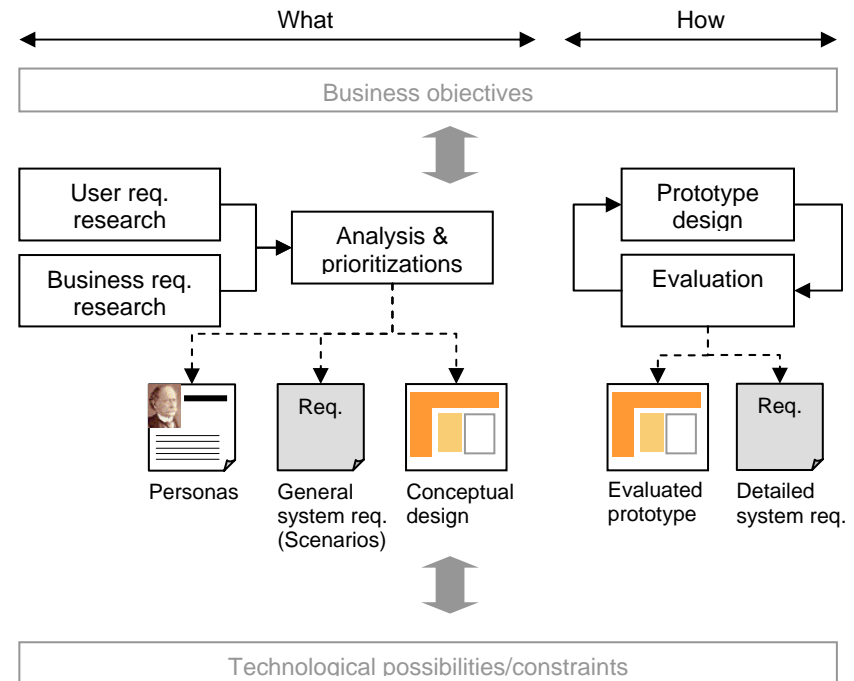 What
How
Business objectives
User req.
research
Business req.
research
Analysis &
prioritizations
Prototype
design
Evaluation
Req.
Req.
Personas
General
system req.
(Scenarios)
Conceptual
design
Evaluated
prototype
Detailed
system req.
Technological possibilities/constraints